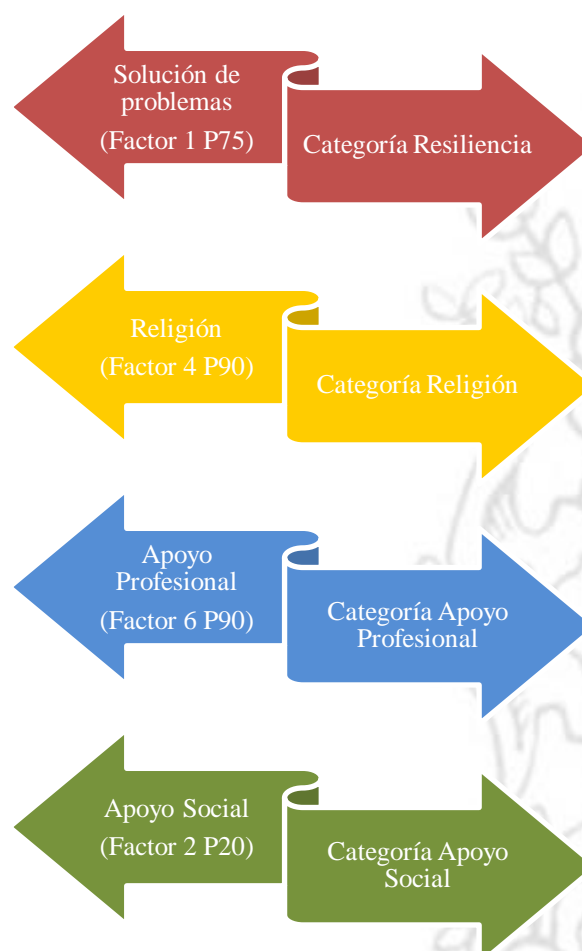 Solución de
problemas
(Factor 1 P75)
Categoría Resiliencia
Religión
(Factor 4 P90)
Categoría Religión
Apoyo
Profesional
(Factor 6 P90)
Categoría Apoyo
Profesional
Apoyo Social
(Factor 2 P20)
Categoría Apoyo
Social